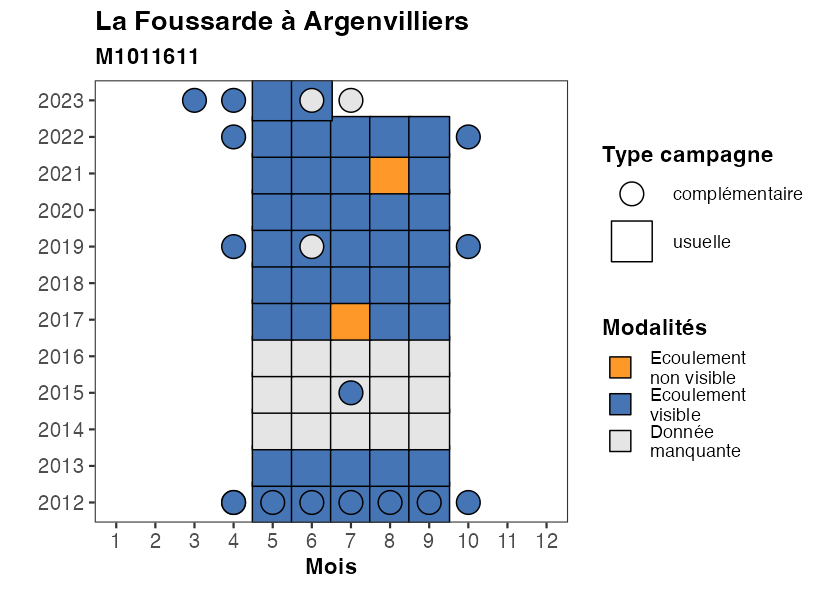 La Foussarde à Argenvilliers
M1011611
2023
2022
2021
2020
2019
2018
2017
2016
2015
2014
2013
2012
1 2 3 4 5 6 7 8 9 10 11 12
Mois
Type campagne
complémentaire
usuelle
Modalités
Ecoulement
non visible
Ecoulement
visible
Donnée
manquante